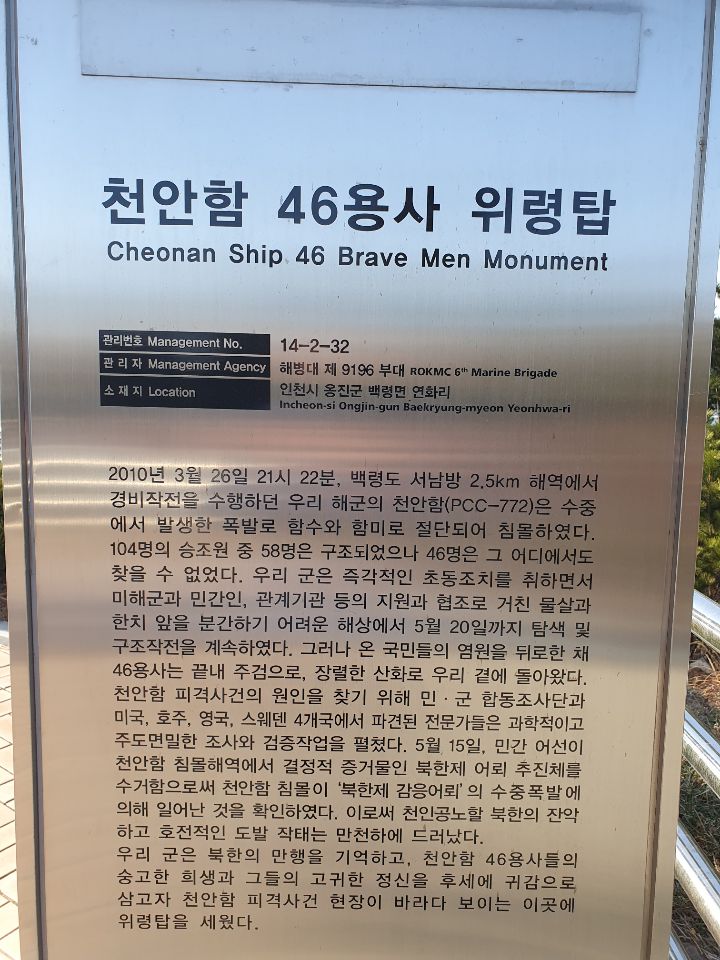 천안함 46용사 위령탑
Cheonan Ship 46 Brave Men Monument
관리번호 Management No. 14-2-32
관 리 자 Management Agency 해병대 제 9196 부대 ROKMC 6th Marine Brigade
소 재 지 Location 인천시 옹진군 백령면 연화리
Incheon-si Ongjin-gun Baekryung-myeon Yeonhwa-ri
2010년 3월 26일 21시 22분, 백령도 서남방 2.5km 해역에서
경비작전을 수행하던 우리 해군의 천안함(PCC-772)은 수중
에서 발생한 폭발로 함수와 함미로 절단되어 침몰하였다.
104명의 승조원 중 58명은 구조되었으나 46명은 그 어디에서도
찾을 수 없었다. 우리 군은 즉각적인 초동조치를 취하면서
미해군과 민간인, 관계기관 등의 지원과 협조로 거친 물살과
한치 앞을 분간하기 어려운 해상에서 5월 20일까지 탐색 및
구조작전을 계속하였다. 그러나 온 국민들의 염원을 뒤로한 채
46용사는 끝내 주검으로, 장렬한 산화로 우리 곁에 돌아왔다.
천안함 피격사건의 원인을 찾기 위해 민·군 합동조사단과
미국, 호주, 영국, 스웨덴 4개국에서 파견된 전문가들은 과학적이고
주도면밀한 조사와 검증작업을 펼쳤다. 5월 15일, 민간 어선이
천안함 침몰해역에서 결정적 증거물인 북한제 어뢰 추진체를
수거함으로써 천안함 침몰이 '북한제 감응어뢰'의 수중폭발에
의해 일어난 것을 확인하였다. 이로써 천인공노할 북한의 잔악
하고 호전적인 도발 작태는 만천하에 드러났다.
우리 군은 북한의 만행을 기억하고, 천안함 46용사들의
숭고한 희생과 그들의 고귀한 정신을 후세에 귀감으로
삼고자 천안함 피격사건 현장이 바라다 보이는 이곳에
위령탑을 세웠다.